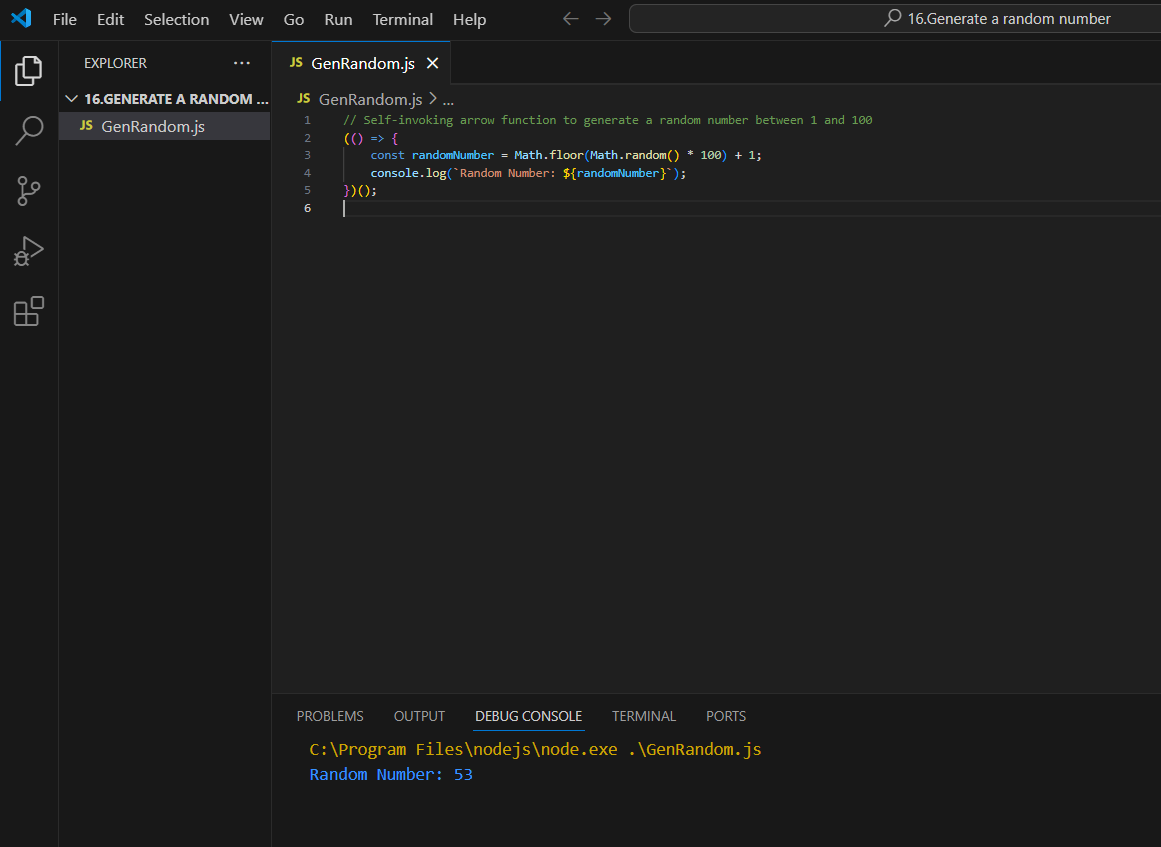 File Edit Selection View Go Run Terminal Help
16.Generate a random number
EXPLORER ...
16.GENERATE A RANDOM ...
JS GenRandom.js
JS GenRandom.js
JS GenRandom.js > ...
1 // Self-invoking arrow function to generate a random number between 1 and 100
2 (() => {
3     const randomNumber = Math.floor(Math.random() * 100) + 1;
4     console.log(`Random Number: ${randomNumber}`);
5 })();
6
PROBLEMS OUTPUT DEBUG CONSOLE TERMINAL PORTS
C:\Program Files\nodejs\node.exe .\GenRandom.js
Random Number: 53